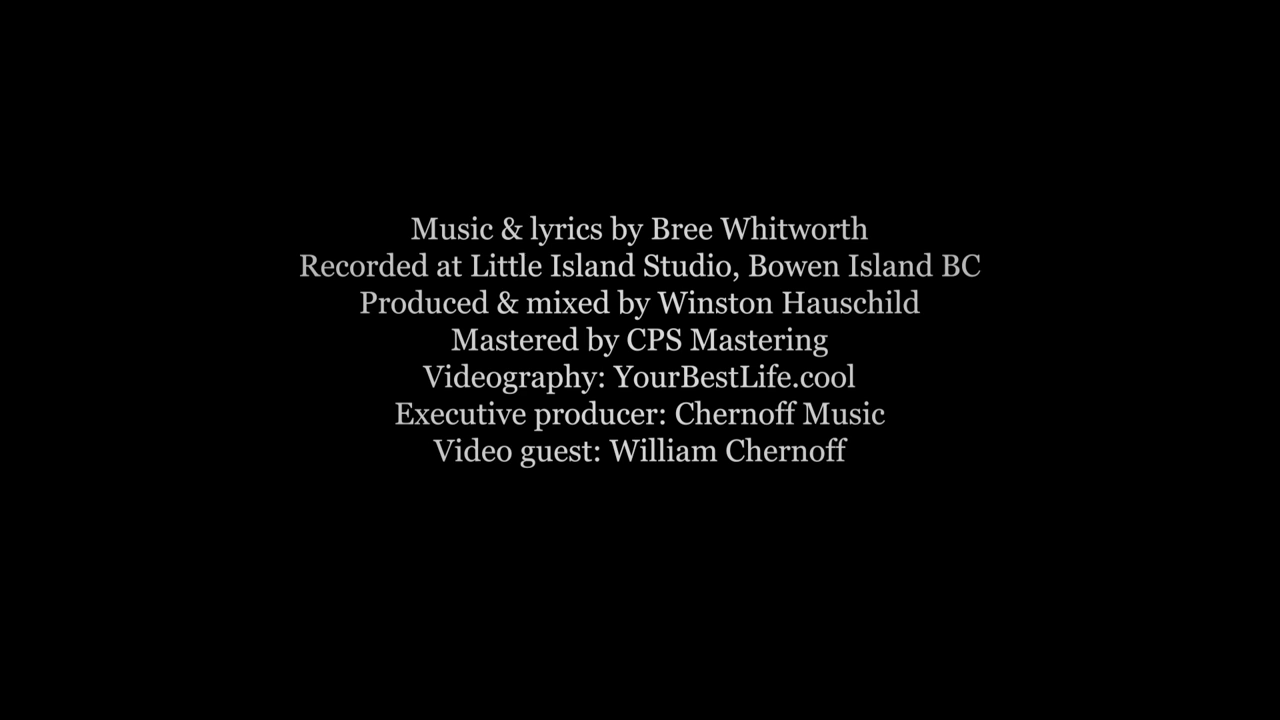 Music & lyrics by Bree Whitworth
Recorded at Little Island Studio, Bowen Island BC
Produced & mixed by Winston Hauschild
Mastered by CPS Mastering
Videography: YourBestLife.cool
Executive producer: Chernoff Music
Video guest: William Chernoff